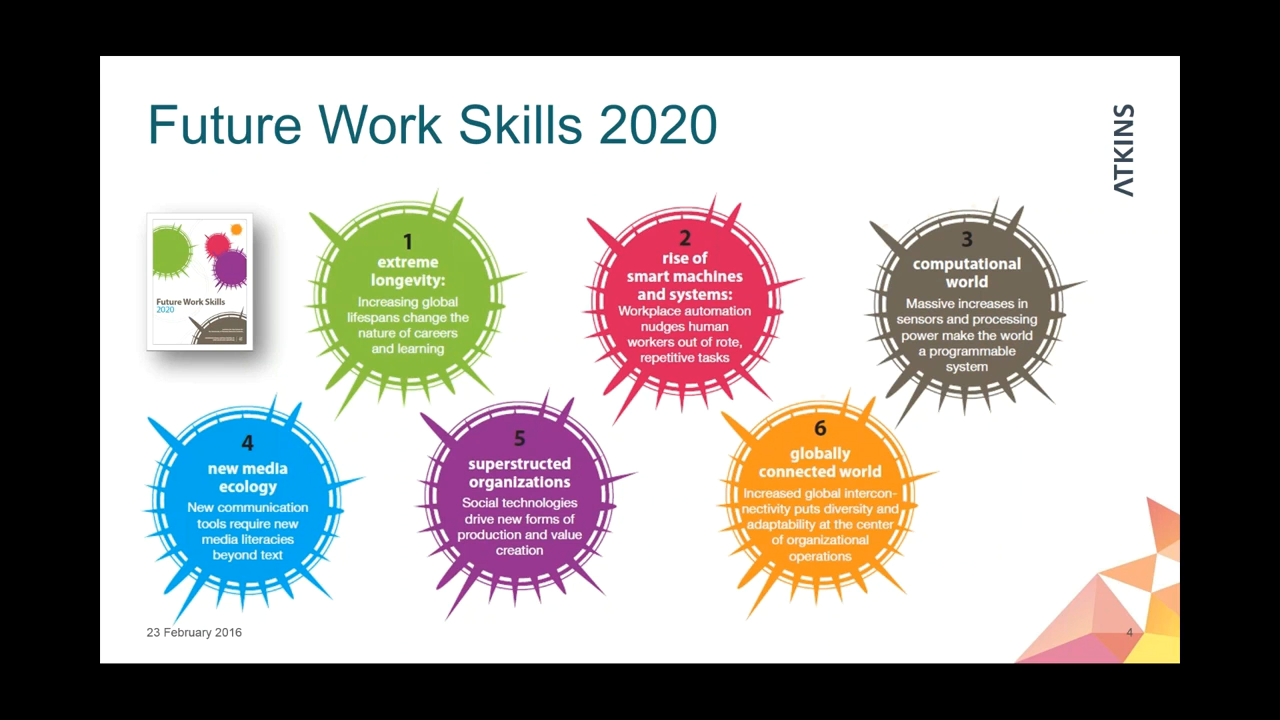 Future Work Skills 2020
ATKINS
Future Work Skills
2020
1
extreme
longevity:
Increasing global
lifespans change the
nature of careers
and learning
2
rise of
smart machines
and systems:
Workplace automation
nudges human
workers out of rote,
repetitive tasks
3
computational
world
Massive increases in
sensors and processing
power make the world
a programmable
system
4
new media
ecology
New communication
tools require new
media literacies
beyond text
5
superstructed
organizations
Social technologies
drive new forms of
production and value
creation
6
globally
connected world
Increased global intercon-
nectivity puts diversity and
adaptability at the center
of organizational
operations
23 February 2016
4